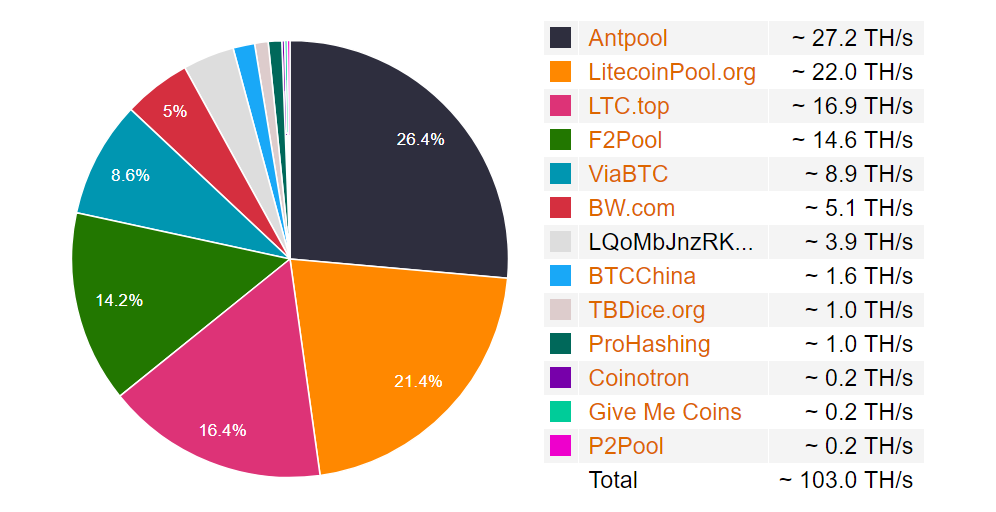 26.4%
21.4%
16.4%
14.2%
8.6%
5%
Antpool ~ 27.2 TH/s
LitecoinPool.org ~ 22.0 TH/s
LTC.top ~ 16.9 TH/s
F2Pool ~ 14.6 TH/s
ViaBTC ~ 8.9 TH/s
BW.com ~ 5.1 TH/s
LQoMbJnzRK... ~ 3.9 TH/s
BTCChina ~ 1.6 TH/s
TBDice.org ~ 1.0 TH/s
ProHashing ~ 1.0 TH/s
Coinotron ~ 0.2 TH/s
Give Me Coins ~ 0.2 TH/s
P2Pool ~ 0.2 TH/s
Total ~ 103.0 TH/s